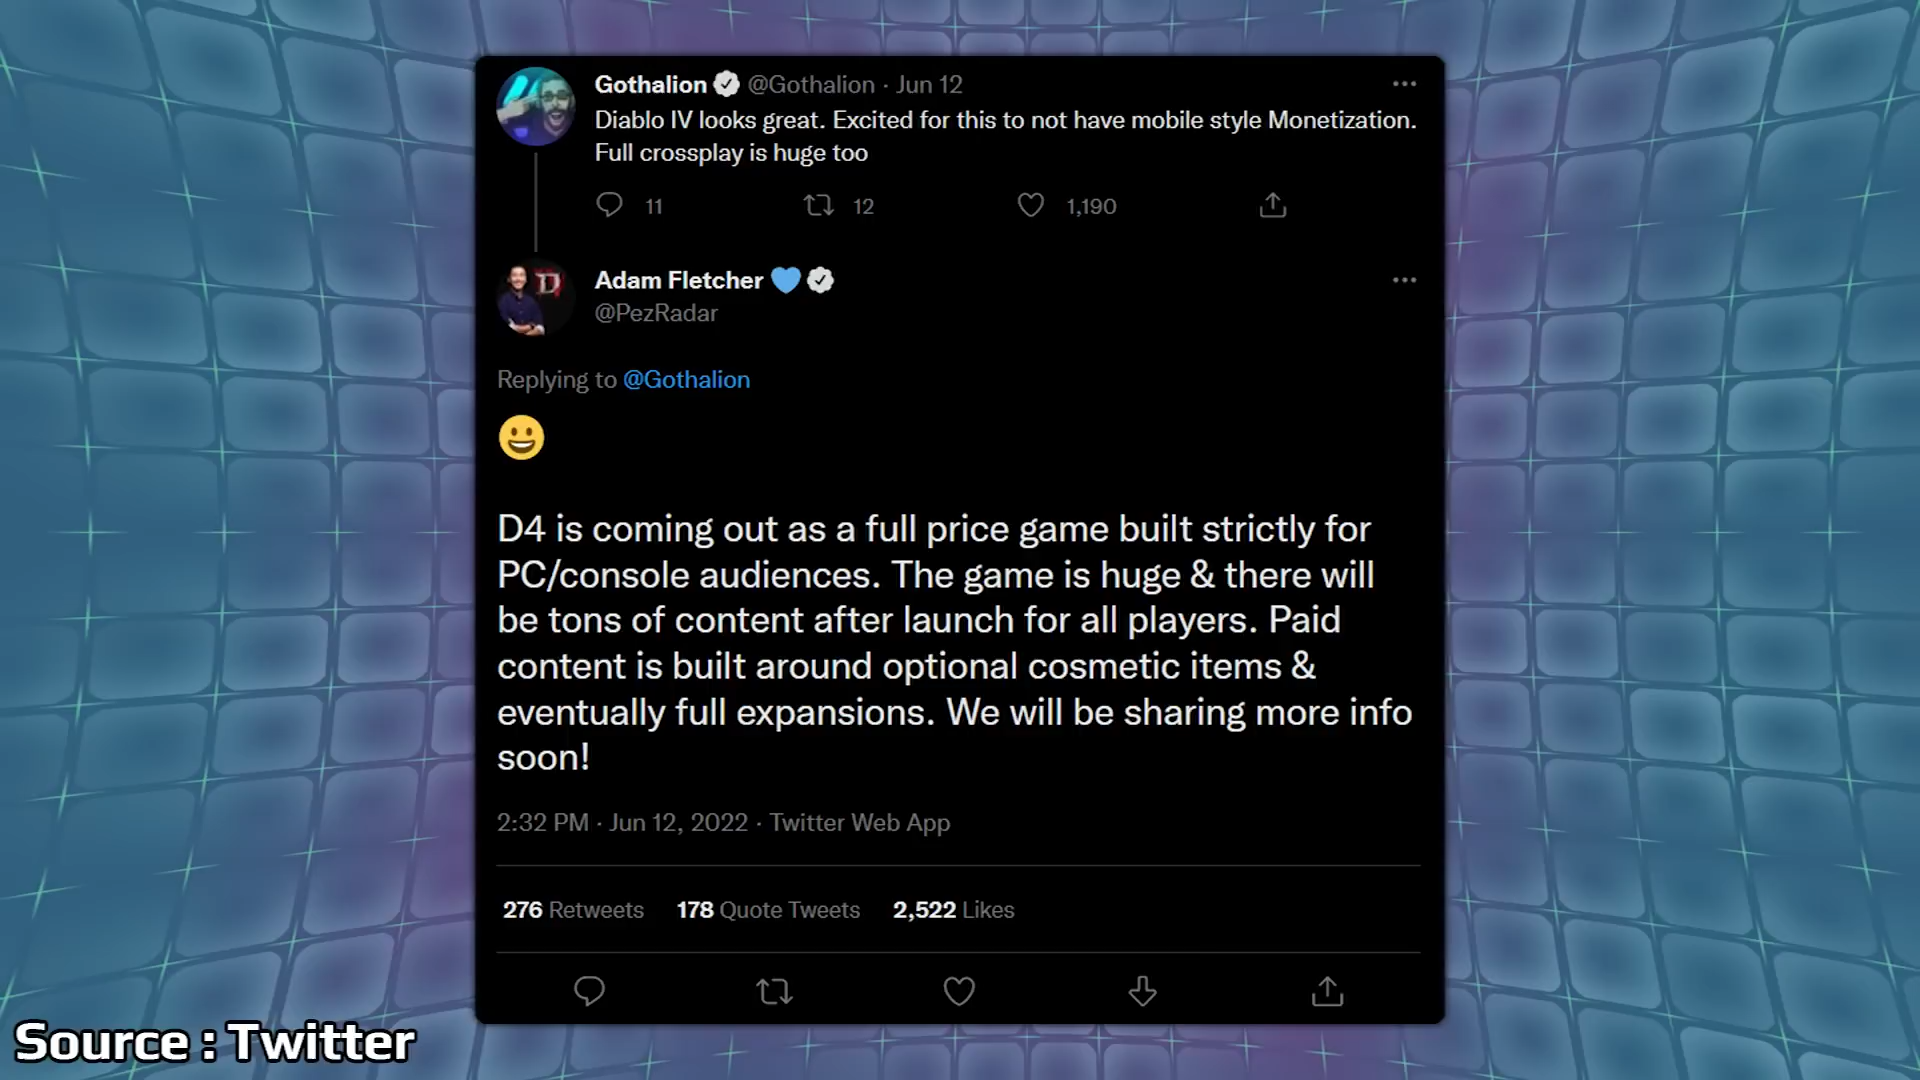 Gothalion @Gothalion · Jun 12
Diablo IV looks great. Excited for this to not have mobile style Monetization.
Full crossplay is huge too
11 12 1,190
Adam Fletcher
@PezRadar
Replying to @Gothalion
D4 is coming out as a full price game built strictly for
PC/console audiences. The game is huge & there will
be tons of content after launch for all players. Paid
content is built around optional cosmetic items &
eventually full expansions. We will be sharing more info
soon!
2:32 PM · Jun 12, 2022 · Twitter Web App
276 Retweets 178 Quote Tweets 2,522 Likes
Source : Twitter